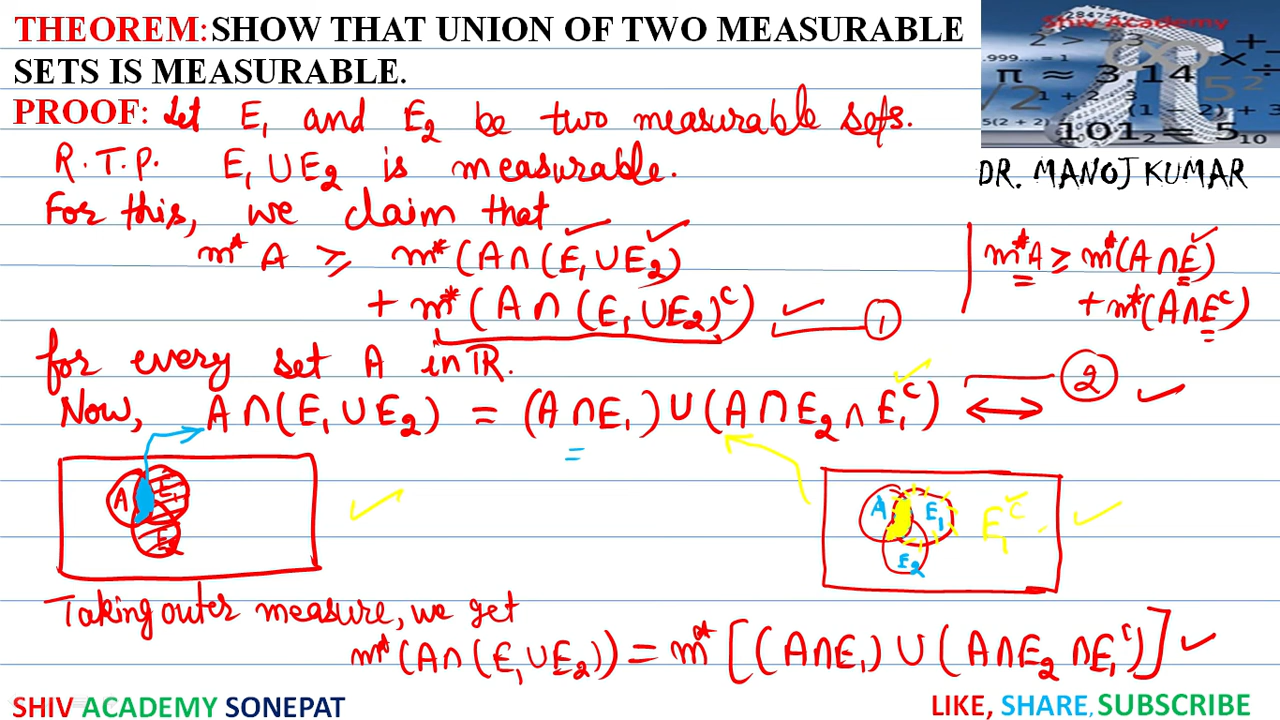 THEOREM: SHOW THAT UNION OF TWO MEASURABLE
SETS IS MEASURABLE.
PROOF: Let E₁ and E₂ be two measurable sets.
R.T.P. E₁ ∪ E₂ is measurable.
For this, we claim that
m* A ≥ m* (A ∩ (E₁ ∪ E₂)
+ m* (A ∩ (E₁ ∪ E₂)ᶜ) ①
for every set A in ℝ.
Now, A ∩ (E₁ ∪ E₂) = (A ∩ E₁) ∪ (A ∩ E₂ ∩ E₁ᶜ) ↔ ②
A E₁
E₂
Taking outer measure, we get
m* (A ∩ (E₁ ∪ E₂)) = m* [(A ∩ E₁) ∪ (A ∩ E₂ ∩ E₁ᶜ)]
SHIV ACADEMY SONEPAT
Shiv Academy
π ≈ 3.14
101₂ = 5₁₀
DR. MANOJ KUMAR
m*A ≥ m*(A ∩ E)
+ m*(A ∩ Eᶜ)
A E₁ E₁ᶜ
E₂
LIKE, SHARE, SUBSCRIBE